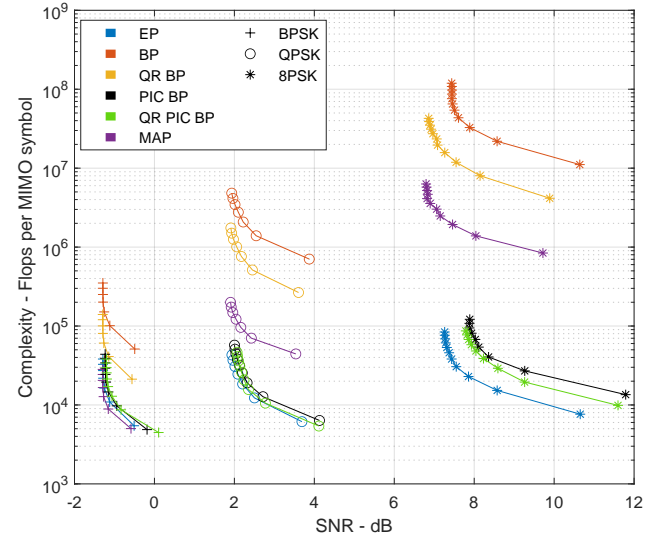 10^9
10^8
10^7
10^6
10^5
10^4
10^3
Complexity - Flops per MIMO symbol
EP
BP
QR BP
PIC BP
QR PIC BP
MAP
BPSK
QPSK
8PSK
-2 0 2 4 6 8 10 12
SNR - dB